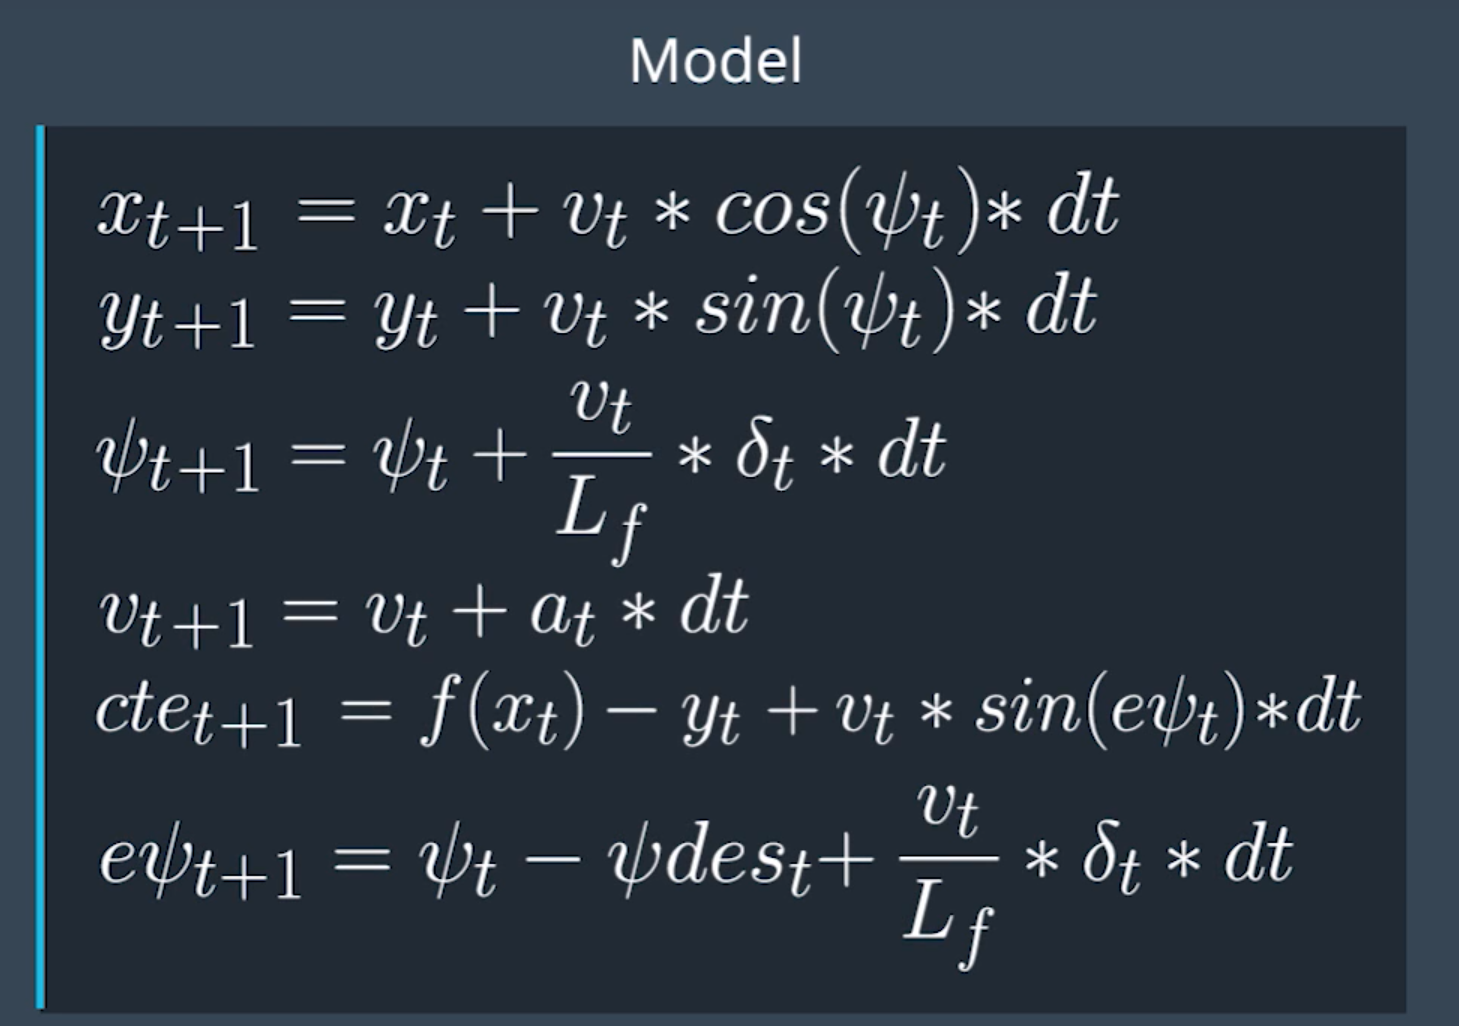 Model
x_{t+1} = x_t + v_t * cos(ψ_t) * dt
y_{t+1} = y_t + v_t * sin(ψ_t) * dt
ψ_{t+1} = ψ_t + \frac{v_t}{L_f} * δ_t * dt
v_{t+1} = v_t + a_t * dt
cte_{t+1} = f(x_t) − y_t + v_t * sin(eψ_t) * dt
eψ_{t+1} = ψ_t − ψdes_t + \frac{v_t}{L_f} * δ_t * dt